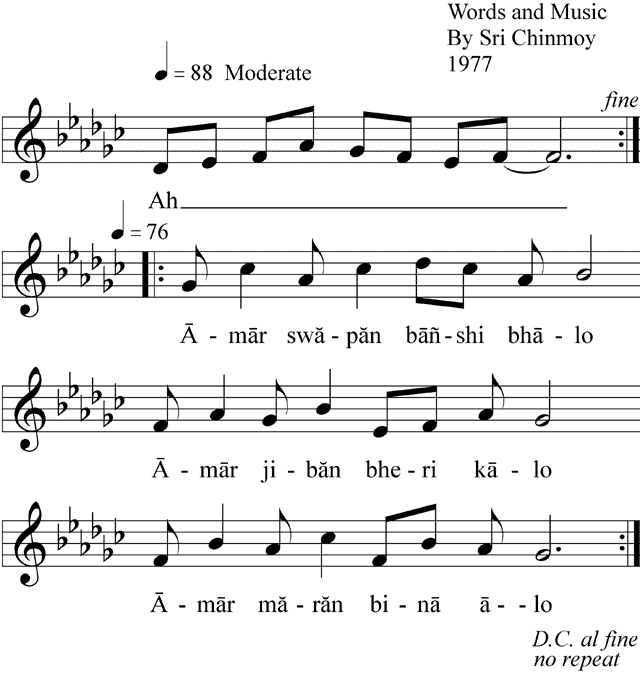 Words and Music
By Sri Chinmoy
1977
= 88 Moderate
fine
Ah
= 76
Ā - mār swă - păn bāñ - shi bhā - lo
Ā - mār ji - băn bhe - ri kā - lo
Ā - mār mă - răn bi - nā ā - - lo
D.C. al fine
no repeat